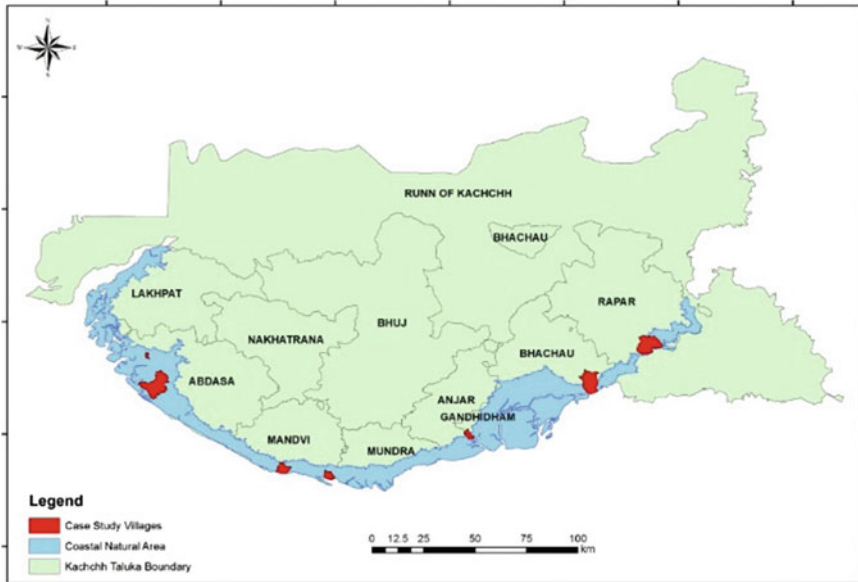 N
W
E
S
RUNN OF KACHCHH
BHACHAU
LAKHPAT
RAPAR
BHUJ
NAKHATRANA
BHACHAU
ABDASA
ANJAR
GANDHIDHAM
MANDVI
MUNDRA
Legend
Case Study Villages
Coastal Natural Area
Kachchh Taluka Boundary
0 12.5 25 50 75 100
km